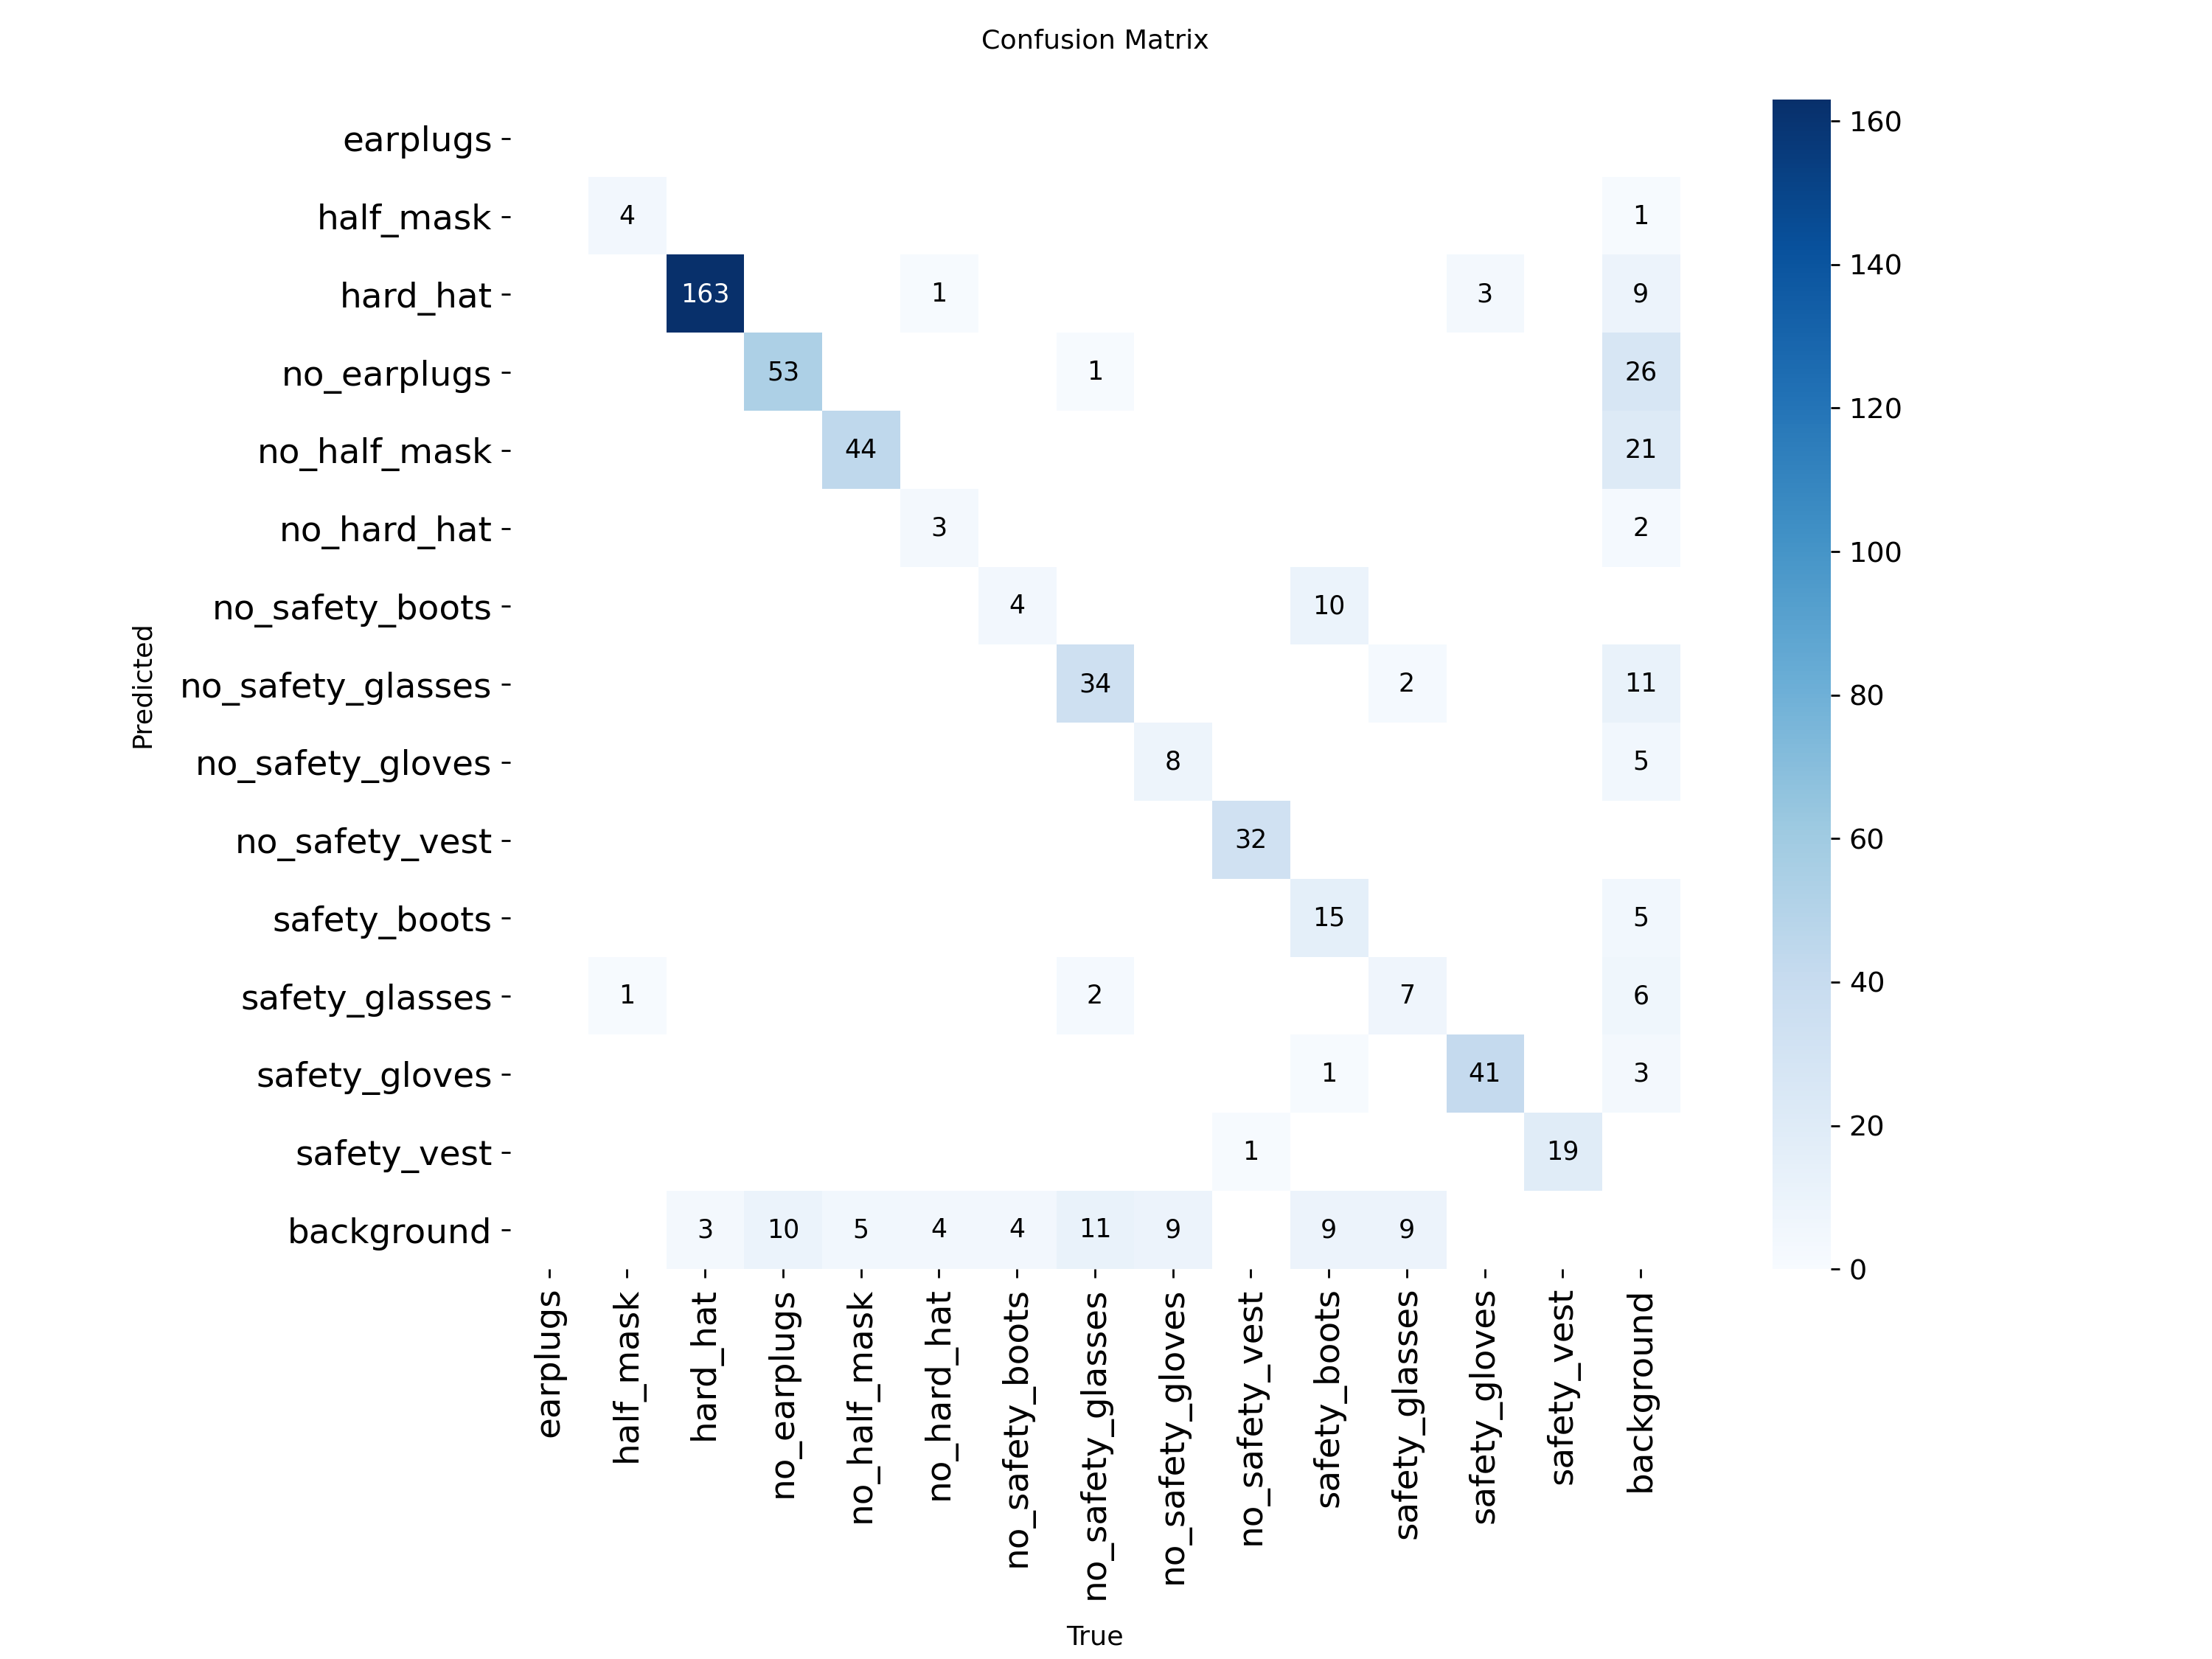 Confusion Matrix
earplugs
half_mask 4 1
hard_hat 163 1 3 9
no_earplugs 53 1 26
no_half_mask 44 21
no_hard_hat 3 2
no_safety_boots 4 10
no_safety_glasses 34 2 11
no_safety_gloves 8 5
no_safety_vest 32
safety_boots 15 5
safety_glasses 1 2 7 6
safety_gloves 1 41 3
safety_vest 1 19
background 3 10 5 4 4 11 9 9 9
Predicted
earplugs
half_mask
hard_hat
no_earplugs
no_half_mask
no_hard_hat
no_safety_boots
no_safety_glasses
no_safety_gloves
no_safety_vest
safety_boots
safety_glasses
safety_gloves
safety_vest
background
True
160
140
120
100
80
60
40
20
0